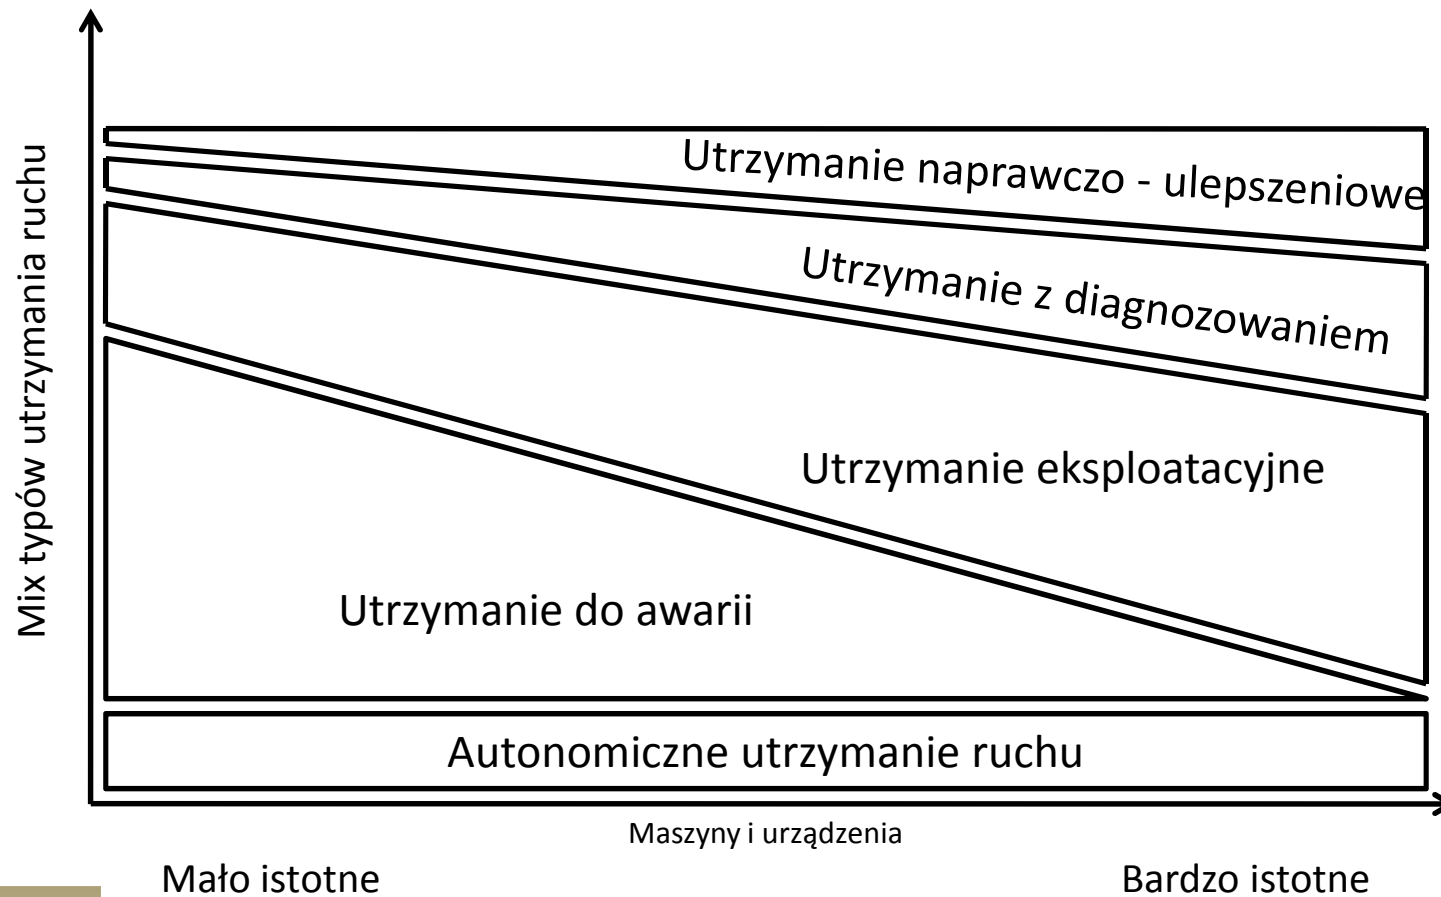 Mix typów utrzymania ruchu
Utrzymanie naprawczo - ulepszeniowe
Utrzymanie z diagnozowaniem
Utrzymanie eksploatacyjne
Utrzymanie do awarii
Autonomiczne utrzymanie ruchu
Maszyny i urządzenia
Mało istotne
Bardzo istotne